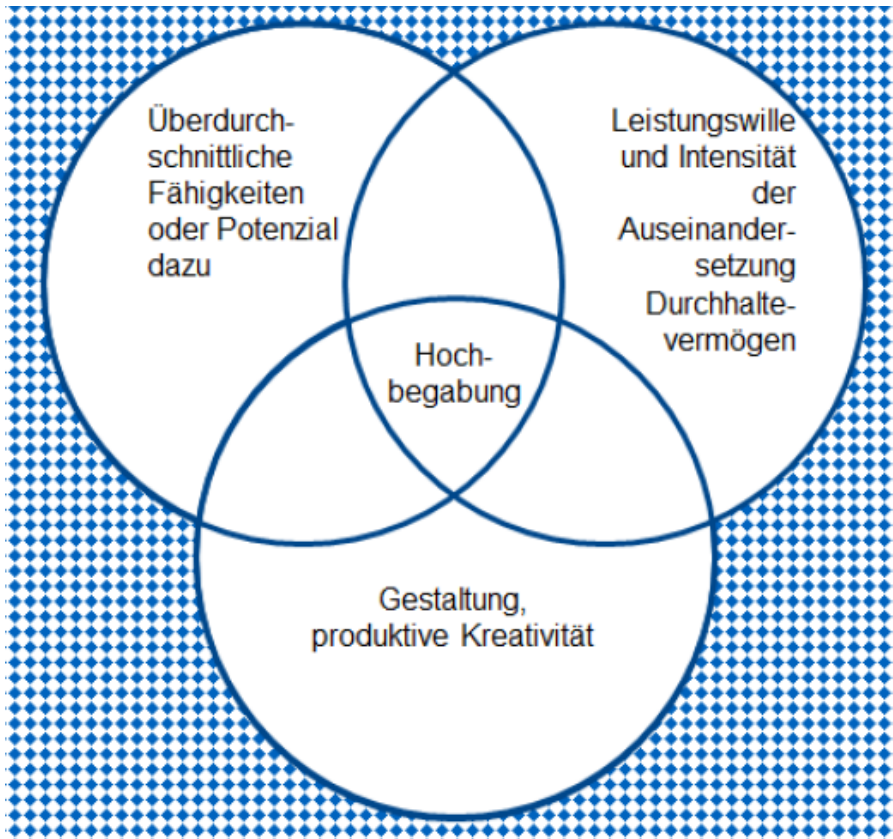 Überdurch-
schnittliche
Fähigkeiten
oder Potenzial
dazu
Leistungswille
und Intensität
der
Auseinander-
setzung
Durchhalte-
vermögen
Hoch-
begabung
Gestaltung,
produktive Kreativität